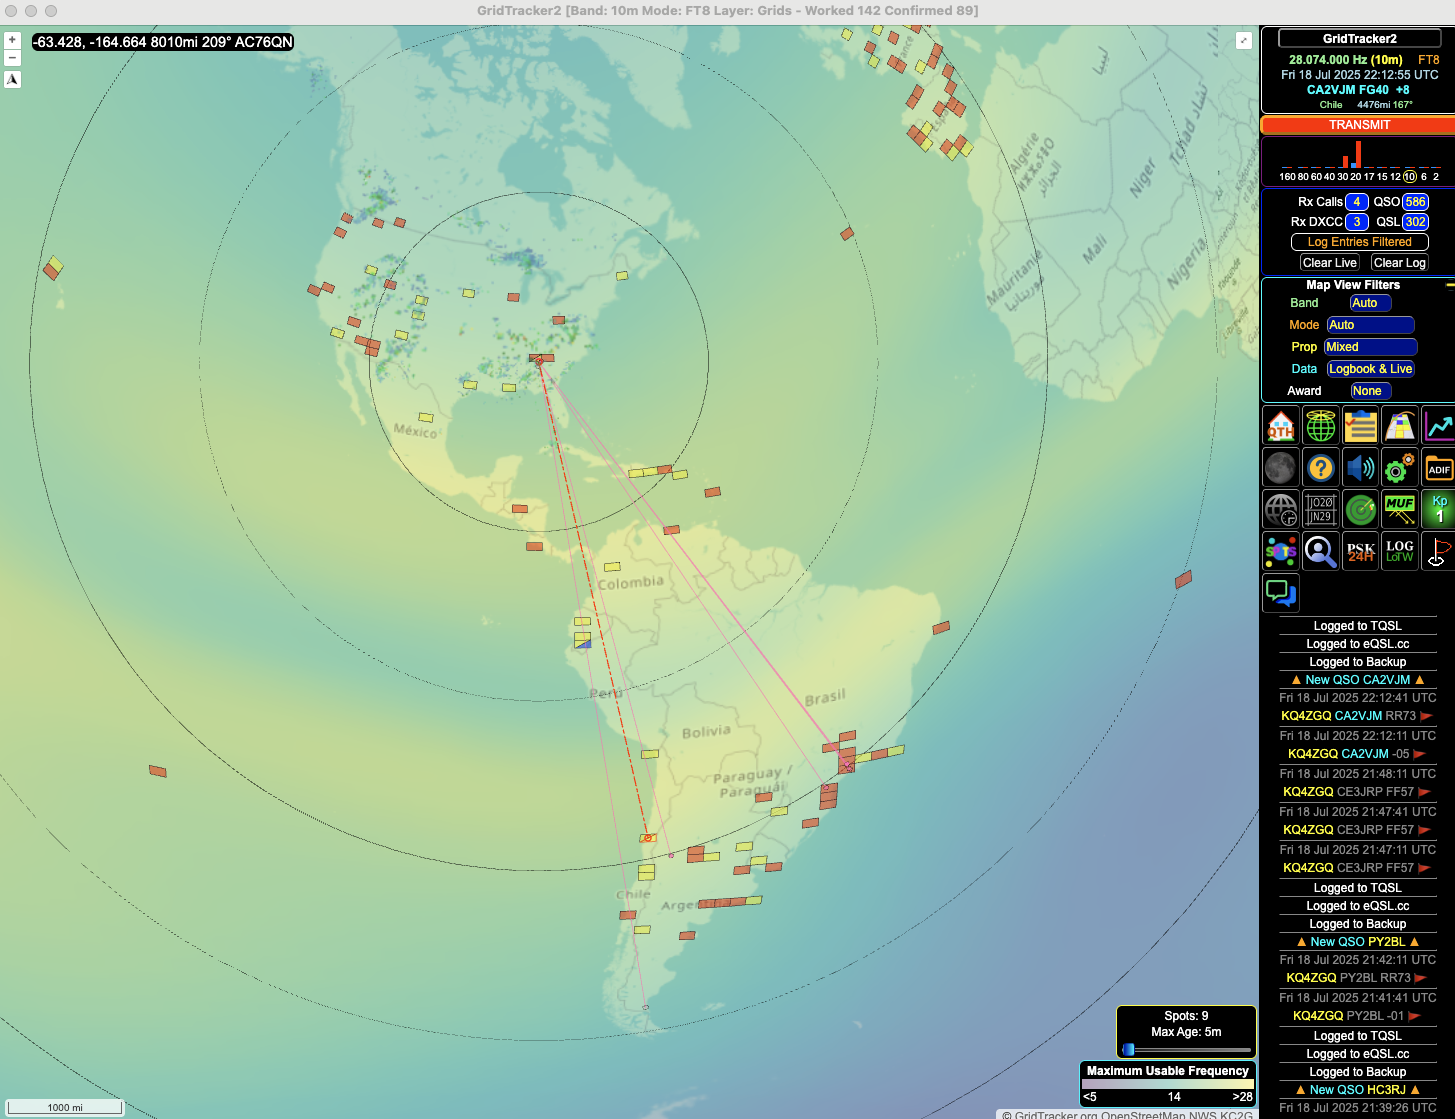 GridTracker2 [Band: 10m Mode: FT8 Layer: Grids - Worked 142 Confirmed 89]
+
−
-63.428, -164.664 8010mi 209° AC76QN
GridTracker2
28.074.000 Hz (10m) FT8
Fri 18 Jul 2025 22:12:55 UTC
CA2VJM FG40 +8
Chile 4476mi 167°
TRANSMIT
160 80 60 40 30 20 17 15 12 10 6 2
Rx Calls 4 QSO 586
Rx DXCC 3 QSL 302
Log Entries Filtered
Clear Live Clear Log
Map View Filters
Band Auto
Mode Auto
Prop Mixed
Data Logbook & Live
Award None
QTH
?
ADIF
JO20
JN29
MUF
Kp
1
SPOTS
PSK
24H
LOG
LoTW
Logged to TQSL
Logged to eQSL.cc
Logged to Backup
▲ New QSO CA2VJM ▲
Fri 18 Jul 2025 22:12:41 UTC
KQ4ZGQ CA2VJM RR73
Fri 18 Jul 2025 22:12:11 UTC
KQ4ZGQ CA2VJM -05
Fri 18 Jul 2025 21:48:11 UTC
KQ4ZGQ CE3JRP FF57
Fri 18 Jul 2025 21:47:41 UTC
KQ4ZGQ CE3JRP FF57
Fri 18 Jul 2025 21:47:11 UTC
KQ4ZGQ CE3JRP FF57
Logged to TQSL
Logged to eQSL.cc
Logged to Backup
▲ New QSO PY2BL ▲
Fri 18 Jul 2025 21:42:11 UTC
KQ4ZGQ PY2BL RR73
Fri 18 Jul 2025 21:41:41 UTC
KQ4ZGQ PY2BL -01
Logged to TQSL
Logged to eQSL.cc
Logged to Backup
▲ New QSO HC3RJ ▲
Fri 18 Jul 2025 21:39:26 UTC
ليبيا
Algérie
ⵍⵣⵣⴰⵢⴻⵔ
الجزائر
Tchad تشاد
Niger
Mali
Nigeria
Mauritanie
موريتانيا
México
Colombia
Perú
Brasil
Bolivia
Paraguay /
Paraguái
Chile
Spots: 9
Max Age: 5m
Maximum Usable Frequency
<5 14 >28
1000 mi
© GridTracker.org OpenStreetMap NWS KC2G